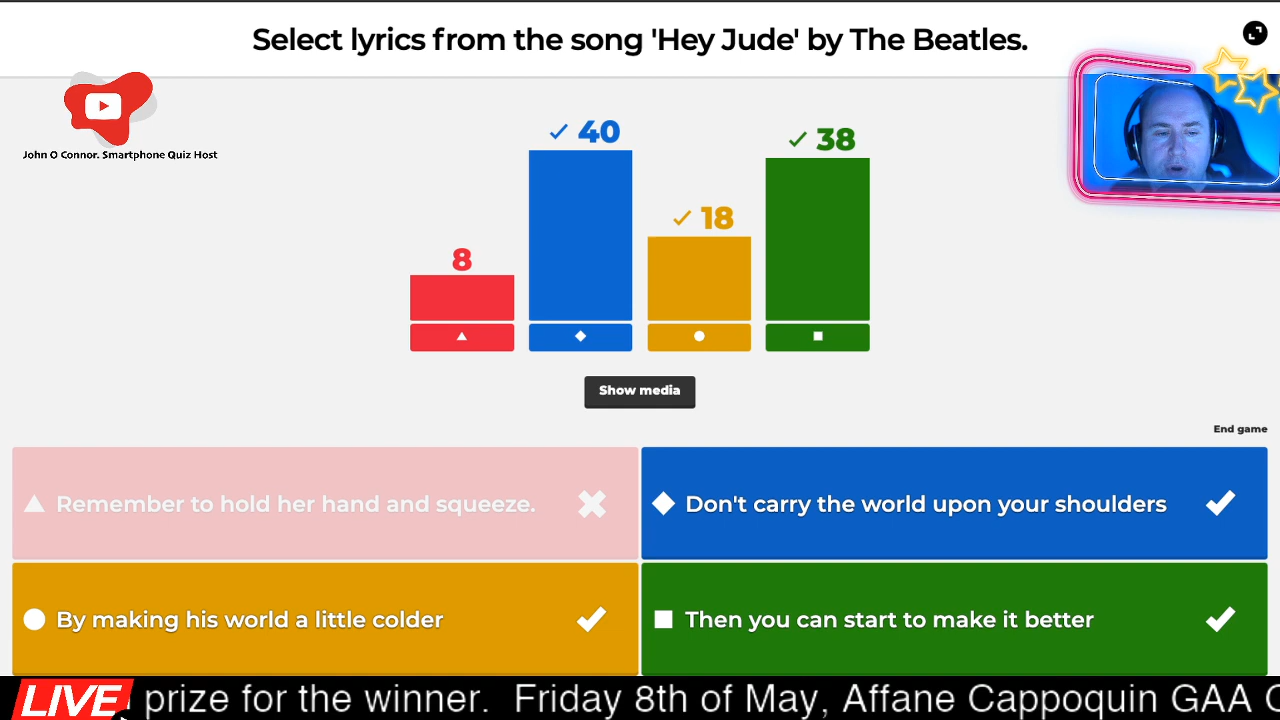 Select lyrics from the song 'Hey Jude' by The Beatles.
John O Connor. Smartphone Quiz Host
8
40
18
38
Show media
End game
Remember to hold her hand and squeeze.
Don't carry the world upon your shoulders
By making his world a little colder
Then you can start to make it better
LIVE prize for the winner. Friday 8th of May, Affane Cappoquin GAA